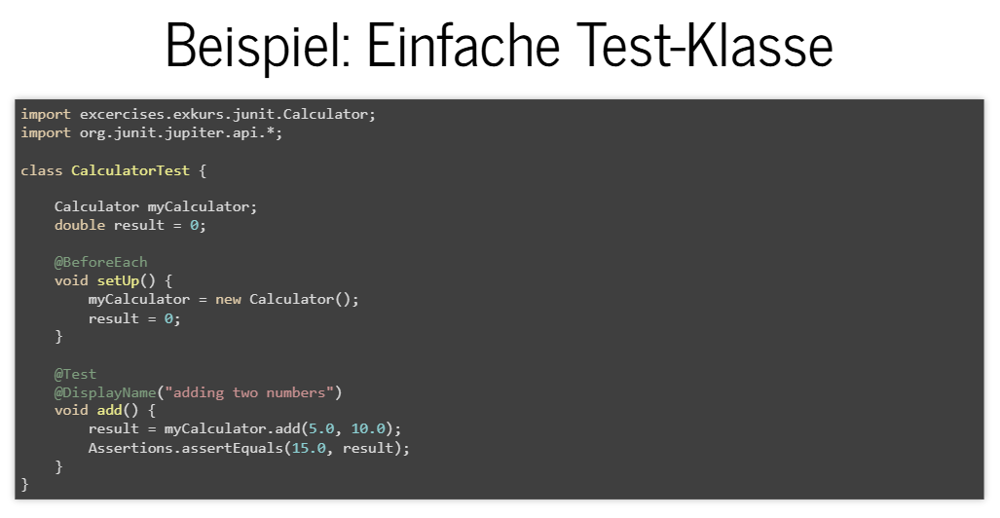 Beispiel: Einfache Test-Klasse
import excercises.exkurs.junit.Calculator;
import org.junit.jupiter.api.*;

class CalculatorTest {

    Calculator myCalculator;
    double result = 0;

    @BeforeEach
    void setUp() {
        myCalculator = new Calculator();
        result = 0;
    }

    @Test
    @DisplayName("adding two numbers")
    void add() {
        result = myCalculator.add(5.0, 10.0);
        Assertions.assertEquals(15.0, result);
    }
}